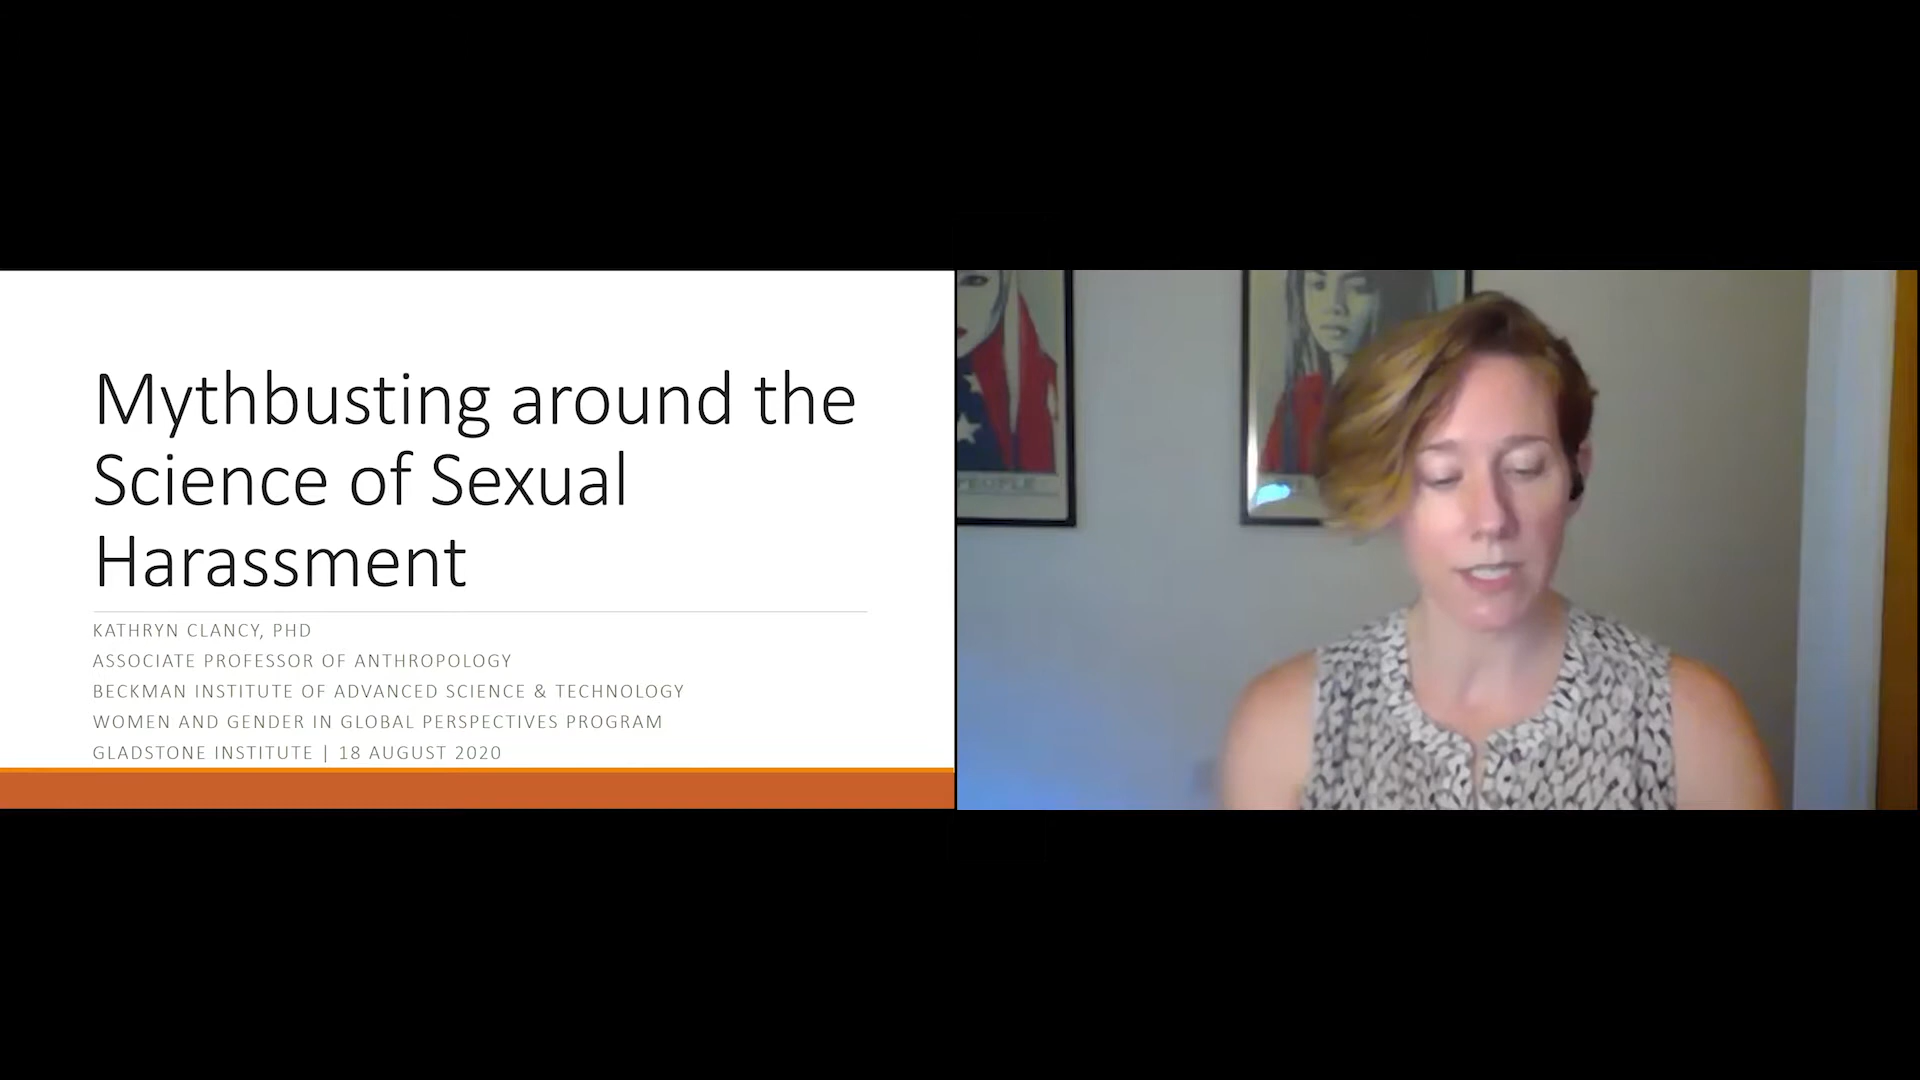 Mythbusting around the
Science of Sexual
Harassment
KATHRYN CLANCY, PHD
ASSOCIATE PROFESSOR OF ANTHROPOLOGY
BECKMAN INSTITUTE OF ADVANCED SCIENCE & TECHNOLOGY
WOMEN AND GENDER IN GLOBAL PERSPECTIVES PROGRAM
GLADSTONE INSTITUTE | 18 AUGUST 2020
PEOPLE